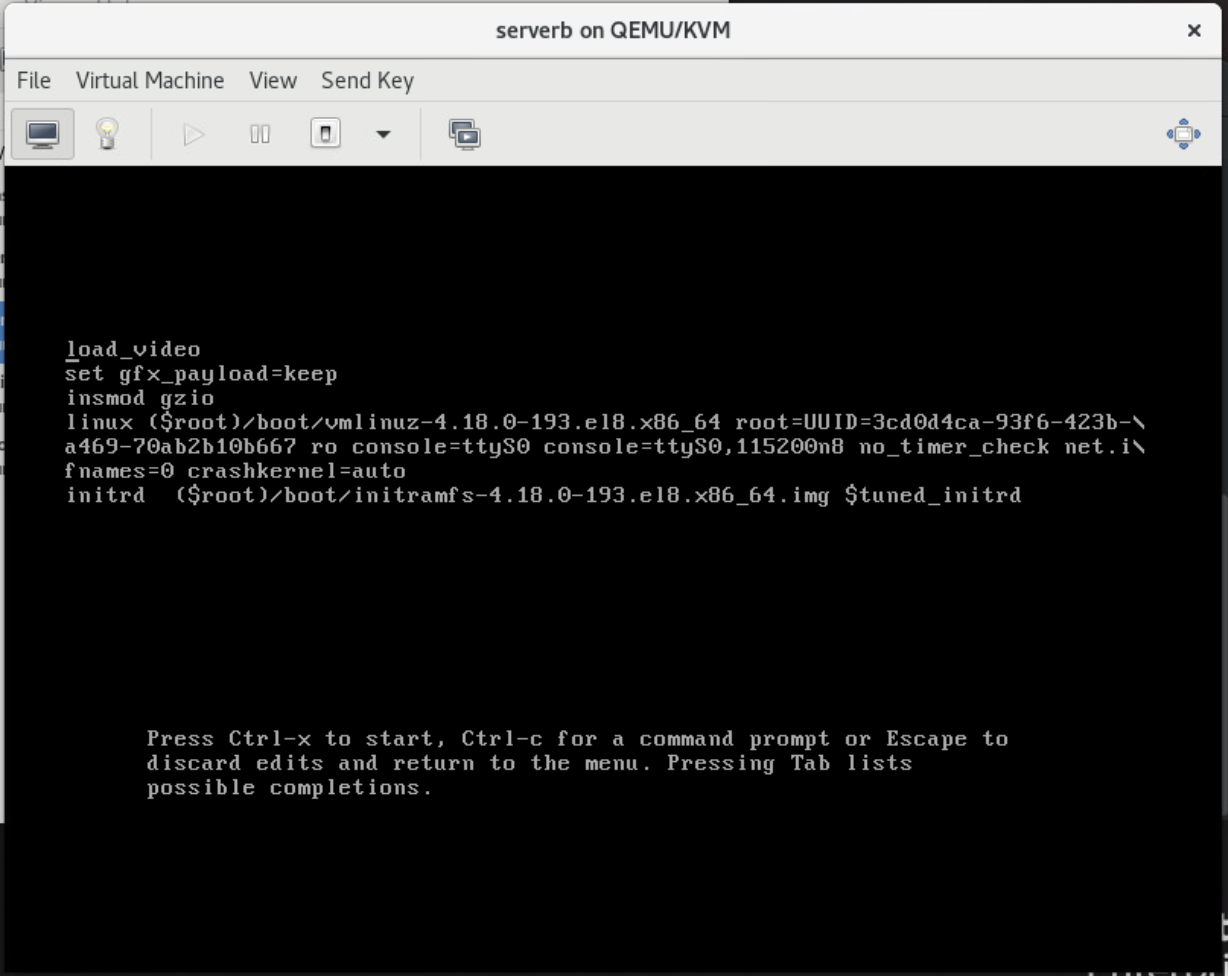 serverb on QEMU/KVM
File Virtual Machine View Send Key
load_video
set gfx_payload=keep
insmod gzio
linux ($root)/boot/vmlinuz-4.18.0-193.el8.x86_64 root=UUID=3cd0d4ca-93f6-423b-\
a469-70ab2b10b667 ro console=ttyS0 console=ttyS0,115200n8 no_timer_check net.i\
fnames=0 crashkernel=auto
initrd  ($root)/boot/initramfs-4.18.0-193.el8.x86_64.img $tuned_initrd
Press Ctrl-x to start, Ctrl-c for a command prompt or Escape to
discard edits and return to the menu. Pressing Tab lists
possible completions.